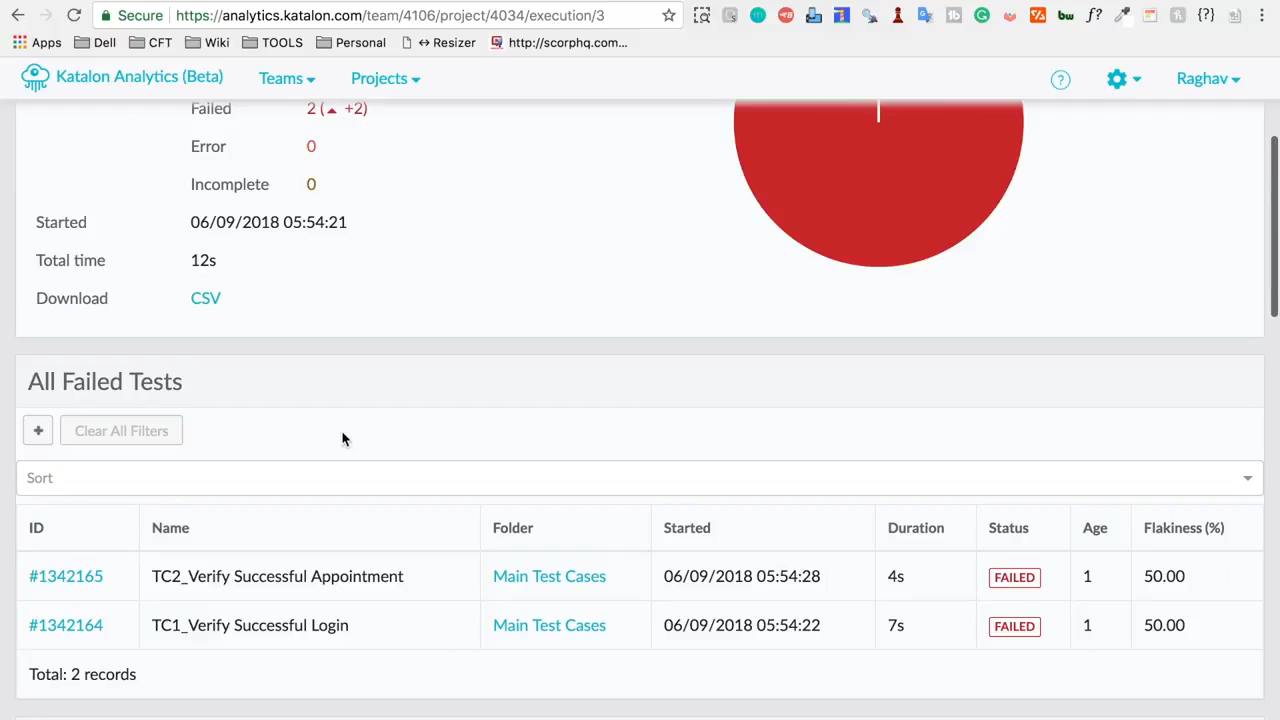 Secure https://analytics.katalon.com/team/4106/project/4034/execution/3
Apps Dell CFT Wiki TOOLS Personal ↔ Resizer http://scorphq.com...
Katalon Analytics (Beta) Teams Projects ? Raghav
Failed 2 ( +2)
Error 0
Incomplete 0
Started 06/09/2018 05:54:21
Total time 12s
Download CSV
All Failed Tests
+ Clear All Filters
Sort
ID Name Folder Started Duration Status Age Flakiness (%)
#1342165 TC2_Verify Successful Appointment Main Test Cases 06/09/2018 05:54:28 4s FAILED 1 50.00
#1342164 TC1_Verify Successful Login Main Test Cases 06/09/2018 05:54:22 7s FAILED 1 50.00
Total: 2 records